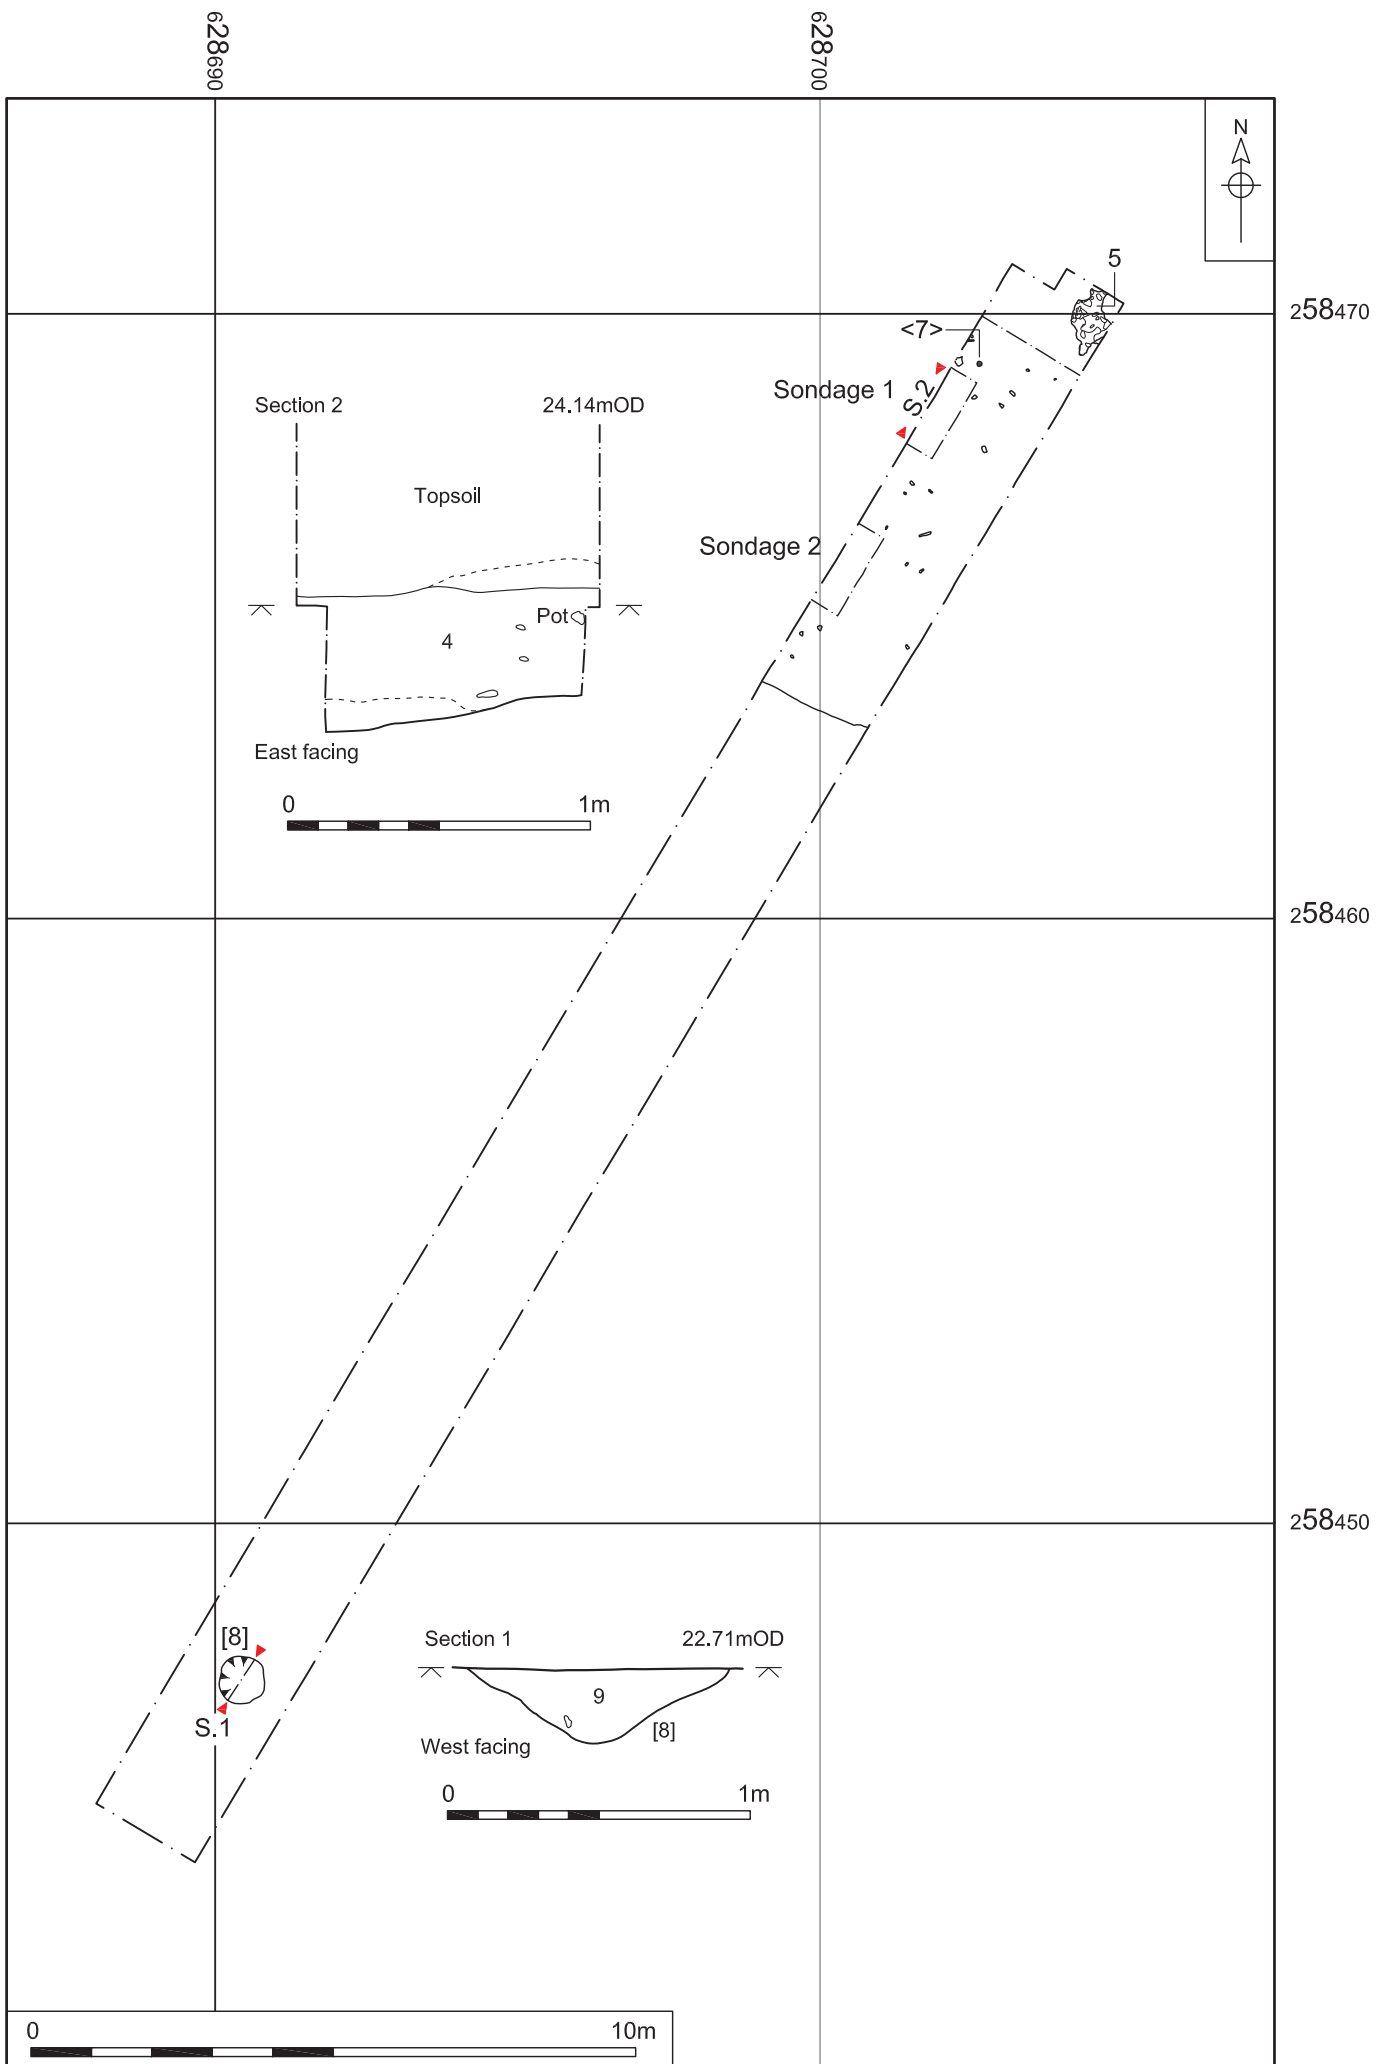 628690
628700
N
5
258470
<7>
Sondage 1
S.2
Section 2
24.14mOD
Topsoil
Sondage 2
Pot
4
East facing
0
1m
258460
258450
[8]
S.1
Section 1
22.71mOD
9
[8]
West facing
0
1m
0
10m